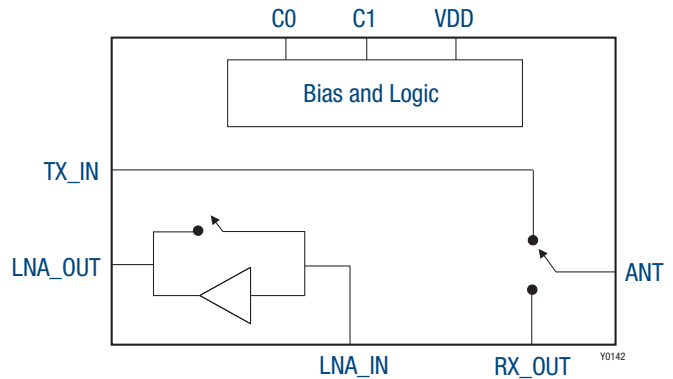 C0 C1 VDD
Bias and Logic
TX_IN
LNA_OUT
ANT
LNA_IN
RX_OUT
Y0142